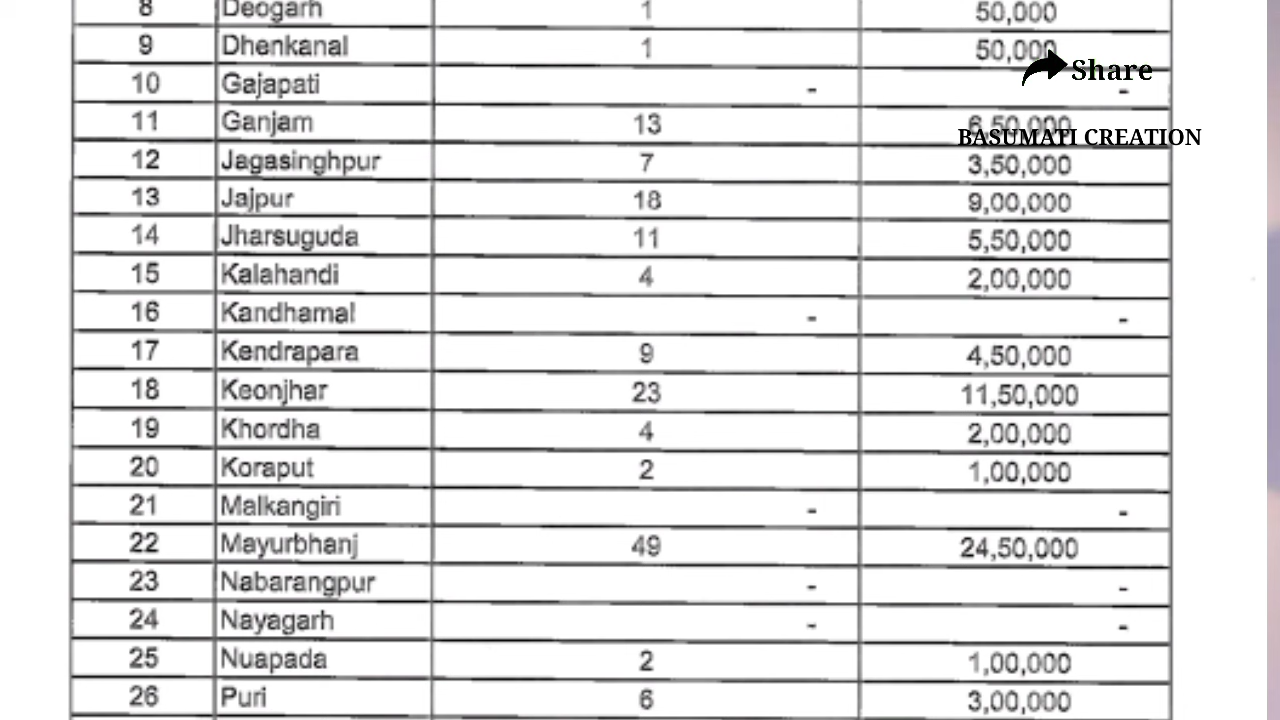 8 Deogarh 1 50,000
9 Dhenkanal 1 50,000
Share
10 Gajapati - -
11 Ganjam 13 6,50,000
BASUMATI CREATION
12 Jagasinghpur 7 3,50,000
13 Jajpur 18 9,00,000
14 Jharsuguda 11 5,50,000
15 Kalahandi 4 2,00,000
16 Kandhamal - -
17 Kendrapara 9 4,50,000
18 Keonjhar 23 11,50,000
19 Khordha 4 2,00,000
20 Koraput 2 1,00,000
21 Malkangiri - -
22 Mayurbhanj 49 24,50,000
23 Nabarangpur - -
24 Nayagarh - -
25 Nuapada 2 1,00,000
26 Puri 6 3,00,000